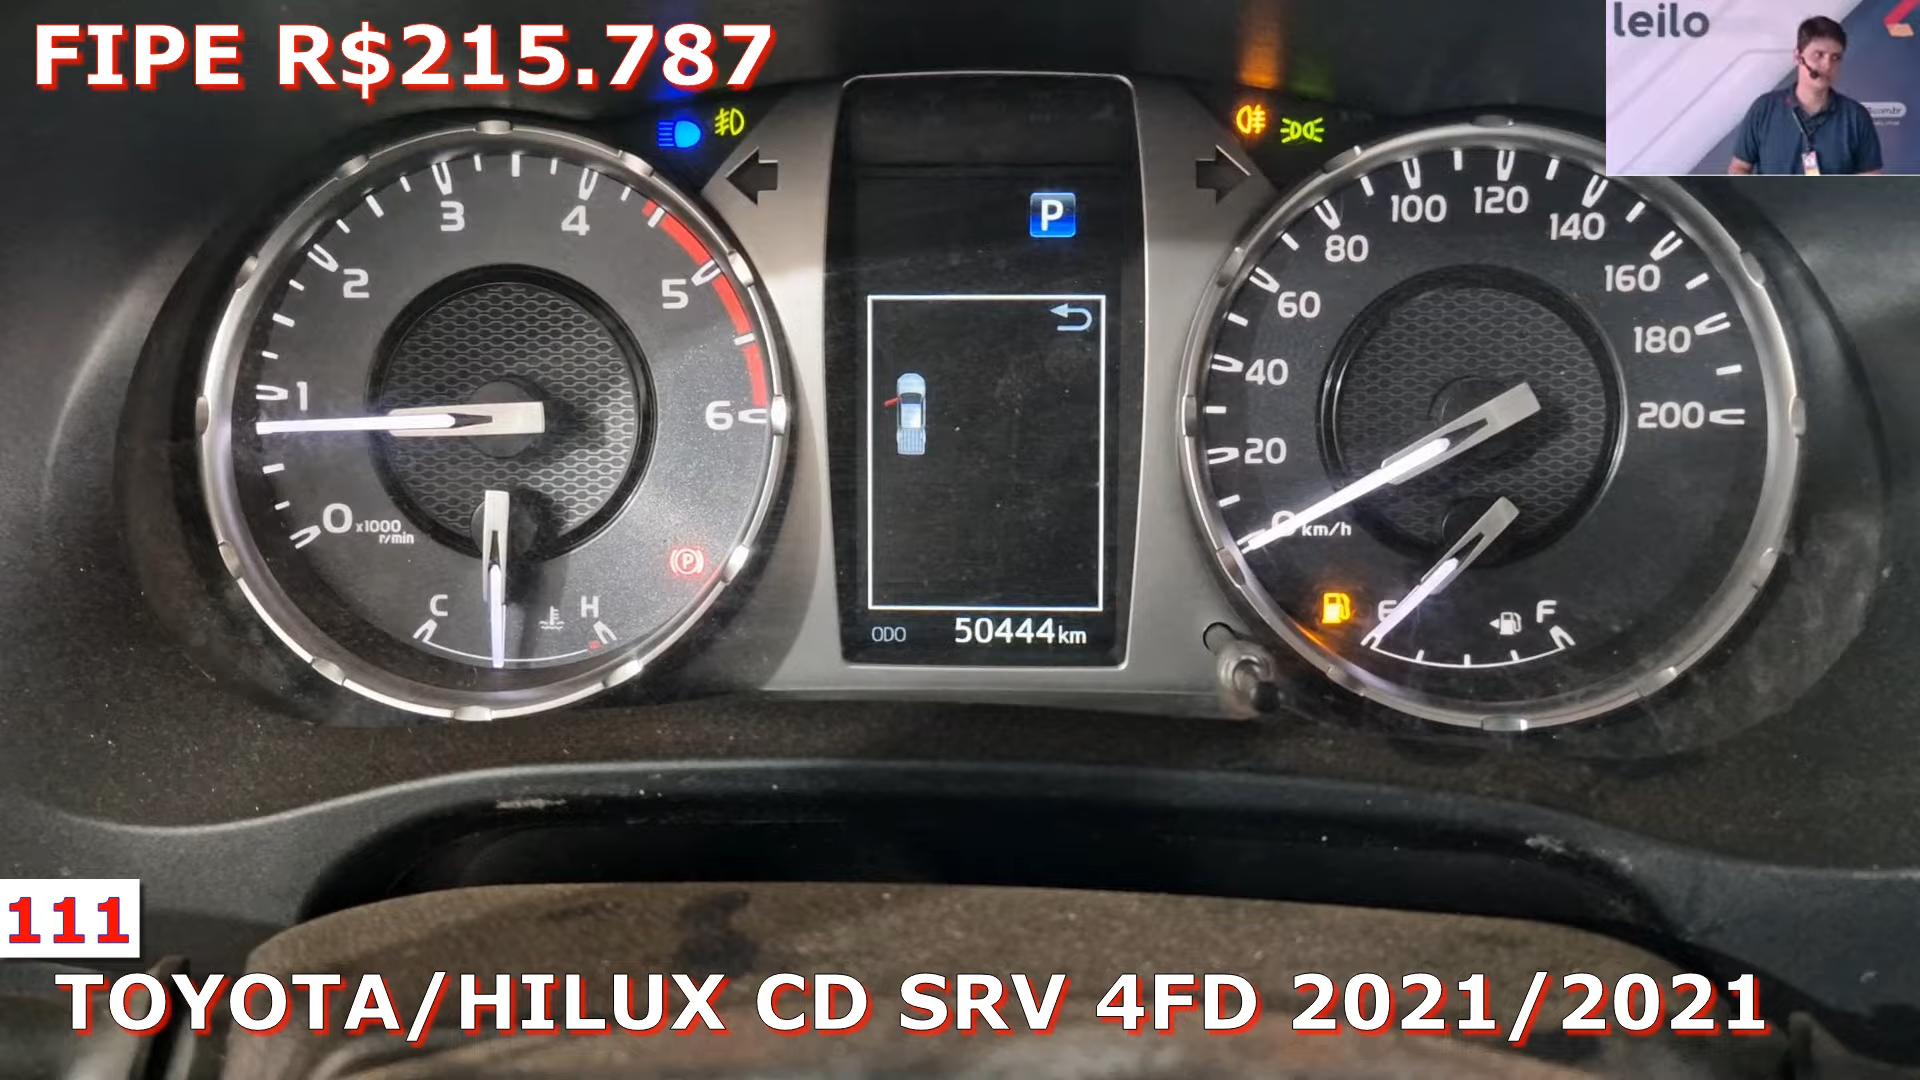 FIPE R$215.787
leilo
1
2
3
4
5
6
0 x1000 r/min
C
H
P
P
ODO 50444 km
0 km/h
20
40
60
80
100
120
140
160
180
200
E
F
111
TOYOTA/HILUX CD SRV 4FD 2021/2021